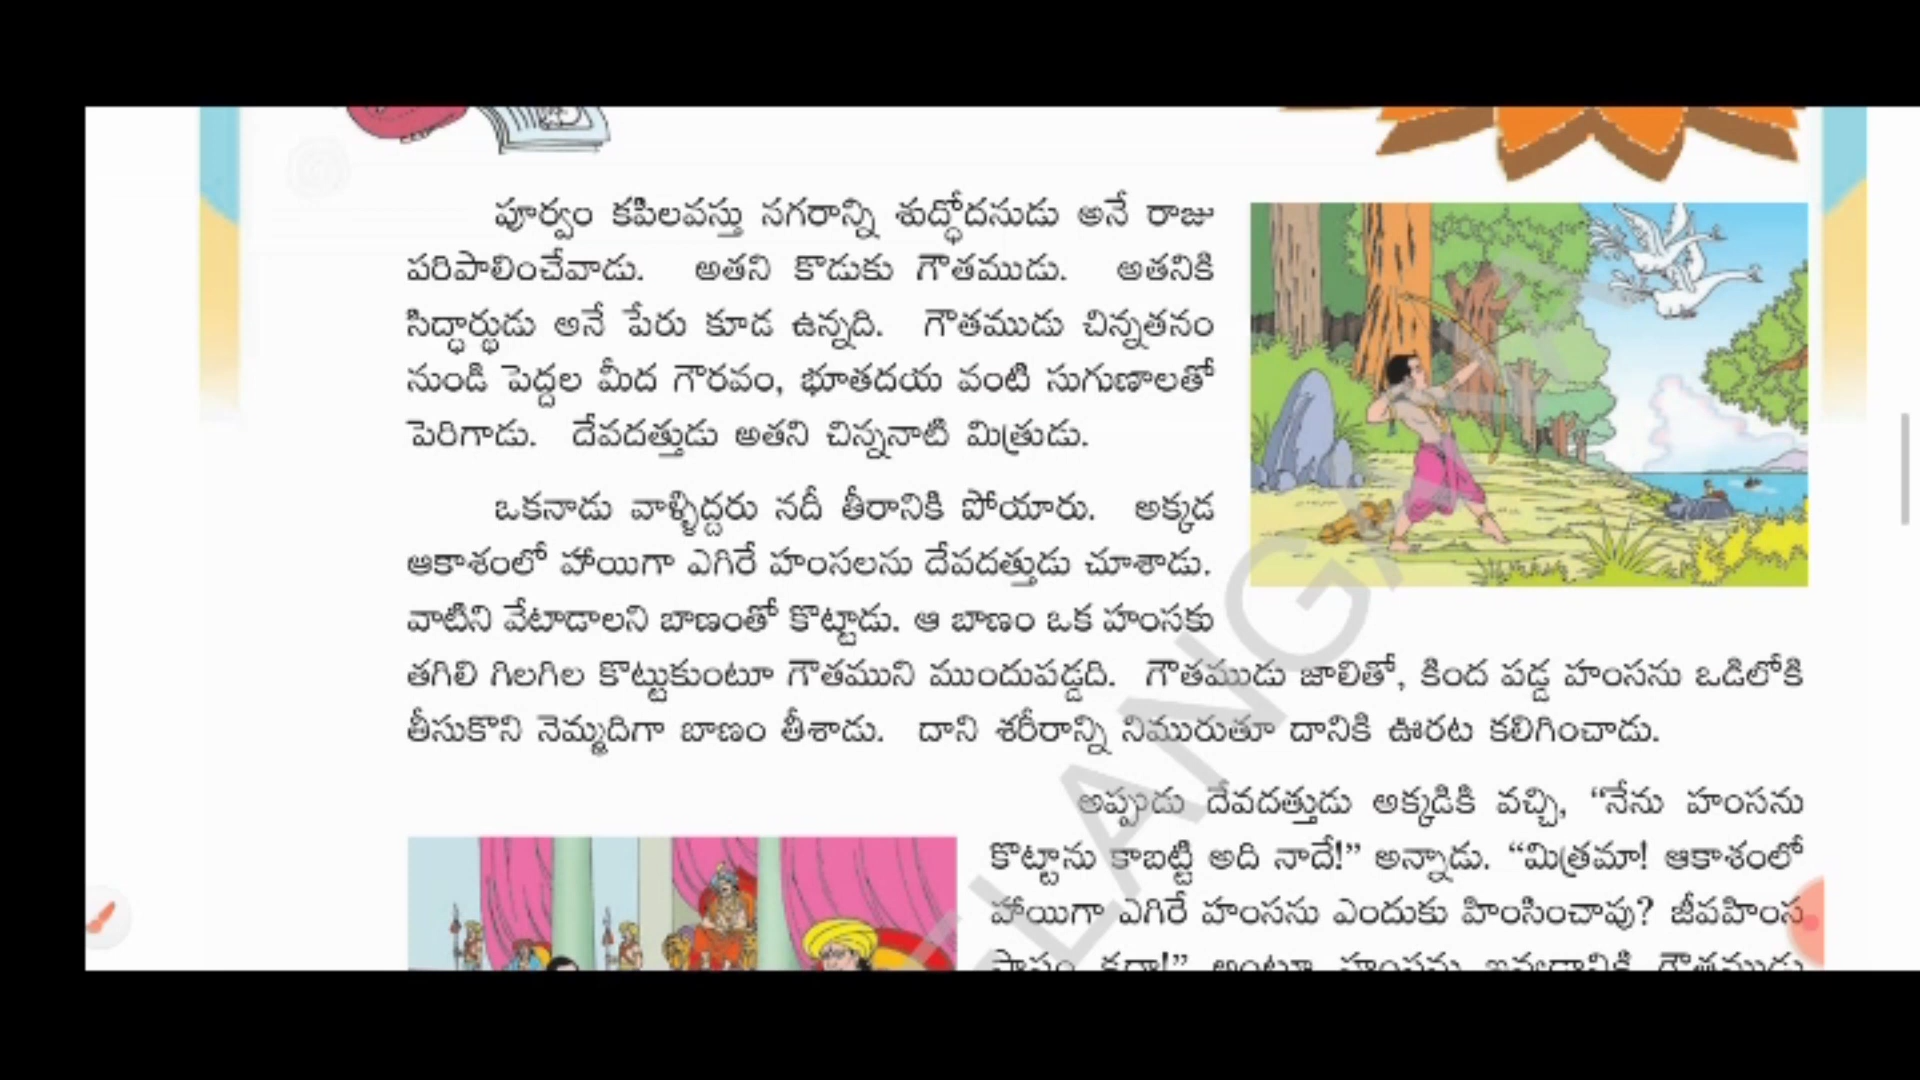 పూర్వం కపిలవస్తు నగరాన్ని శుద్ధోదనుడు అనే రాజు
పరిపాలించేవాడు. అతని కొడుకు గౌతముడు. అతనికి
సిద్ధార్థుడు అనే పేరు కూడ ఉన్నది. గౌతముడు చిన్నతనం
నుండి పెద్దల మీద గౌరవం, భూతదయ వంటి సుగుణాలతో
పెరిగాడు. దేవదత్తుడు అతని చిన్ననాటి మిత్రుడు.
ఒకనాడు వాళ్ళిద్దరు నదీ తీరానికి పోయారు. అక్కడ
ఆకాశంలో హాయిగా ఎగిరే హంసలను దేవదత్తుడు చూశాడు.
వాటిని వేటాడాలని బాణంతో కొట్టాడు. ఆ బాణం ఒక హంసకు
తగిలి గిలగిల కొట్టుకుంటూ గౌతముని ముందుపడ్డది. గౌతముడు జాలితో, కింద పడ్డ హంసను ఒడిలోకి
తీసుకొని నెమ్మదిగా బాణం తీశాడు. దాని శరీరాన్ని నిమురుతూ దానికి ఊరట కలిగించాడు.
అప్పుడు దేవదత్తుడు అక్కడికి వచ్చి, “నేను హంసను
కొట్టాను కాబట్టి అది నాదే!” అన్నాడు. “మిత్రమా! ఆకాశంలో
హాయిగా ఎగిరే హంసను ఎందుకు హింసించావు? జీవహింస